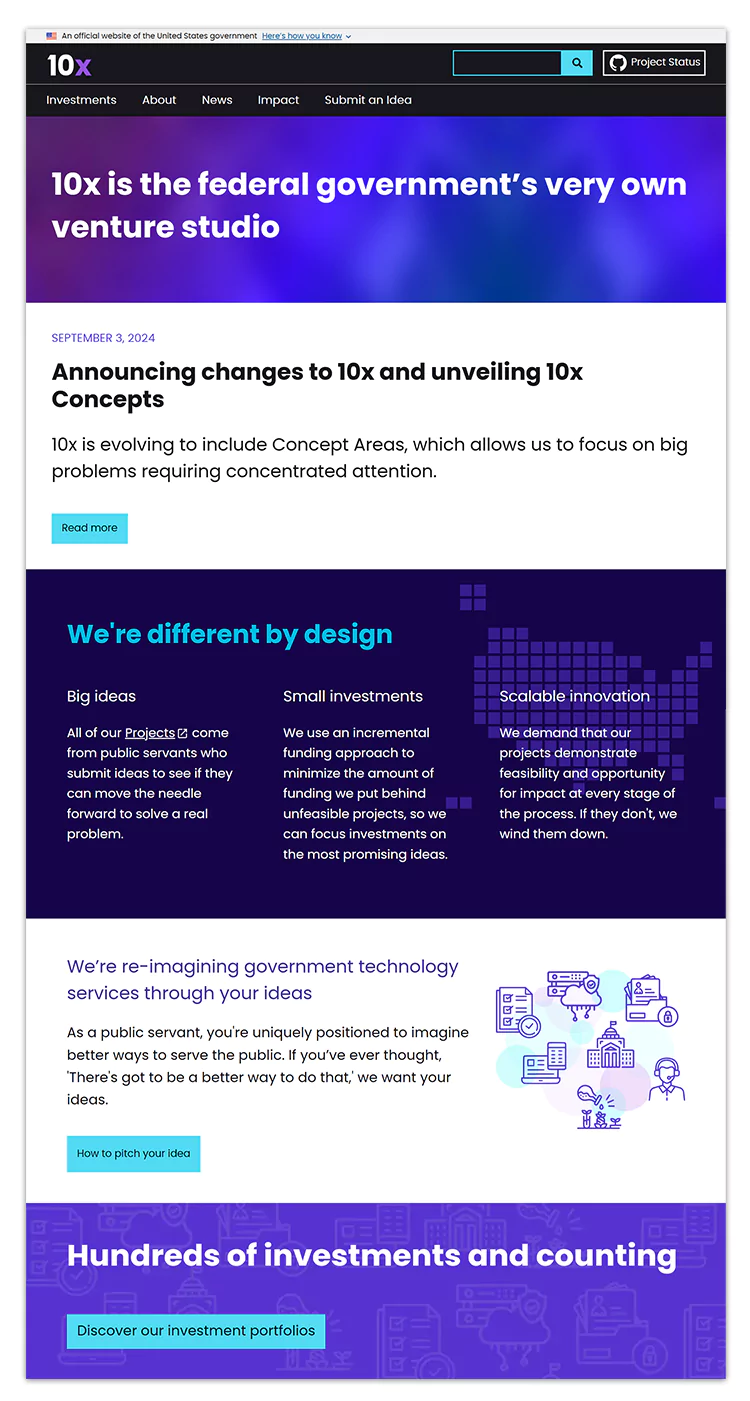 An official website of the United States government Here's how you know
10x
Project Status
Investments About News Impact Submit an Idea
10x is the federal government’s very own
venture studio
SEPTEMBER 3, 2024
Announcing changes to 10x and unveiling 10x
Concepts
10x is evolving to include Concept Areas, which allows us to focus on big
problems requiring concentrated attention.
Read more
We're different by design
Big ideas
All of our Projects come
from public servants who
submit ideas to see if they
can move the needle
forward to solve a real
problem.
Small investments
We use an incremental
funding approach to
minimize the amount of
funding we put behind
unfeasible projects, so we
can focus investments on
the most promising ideas.
Scalable innovation
We demand that our
projects demonstrate
feasibility and opportunity
for impact at every stage of
the process. If they don't, we
wind them down.
We’re re-imagining government technology
services through your ideas
As a public servant, you're uniquely positioned to imagine
better ways to serve the public. If you’ve ever thought,
'There's got to be a better way to do that,' we want your
ideas.
How to pitch your idea
Hundreds of investments and counting
Discover our investment portfolios